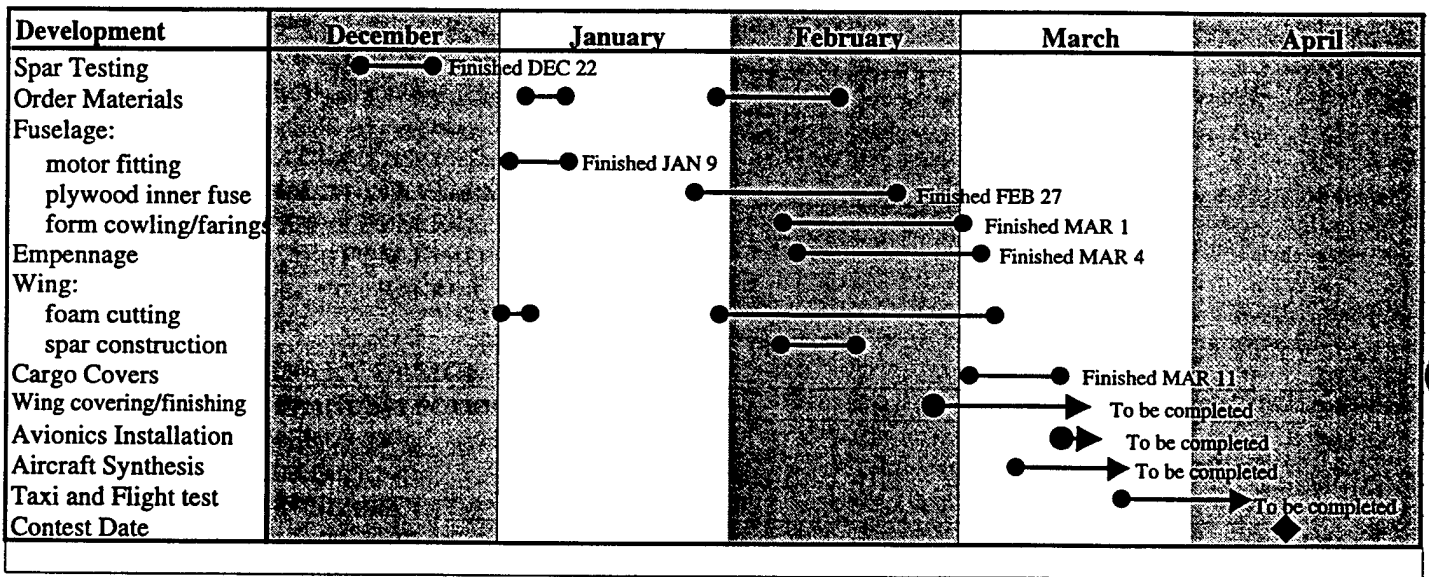 Development December January February March April
Spar Testing Finished DEC 22
Order Materials
Fuselage:
motor fitting Finished JAN 9
plywood inner fuse Finished FEB 27
form cowling/farings Finished MAR 1
Empennage Finished MAR 4
Wing:
foam cutting
spar construction
Cargo Covers Finished MAR 11
Wing covering/finishing To be completed
Avionics Installation To be completed
Aircraft Synthesis To be completed
Taxi and Flight test To be completed
Contest Date